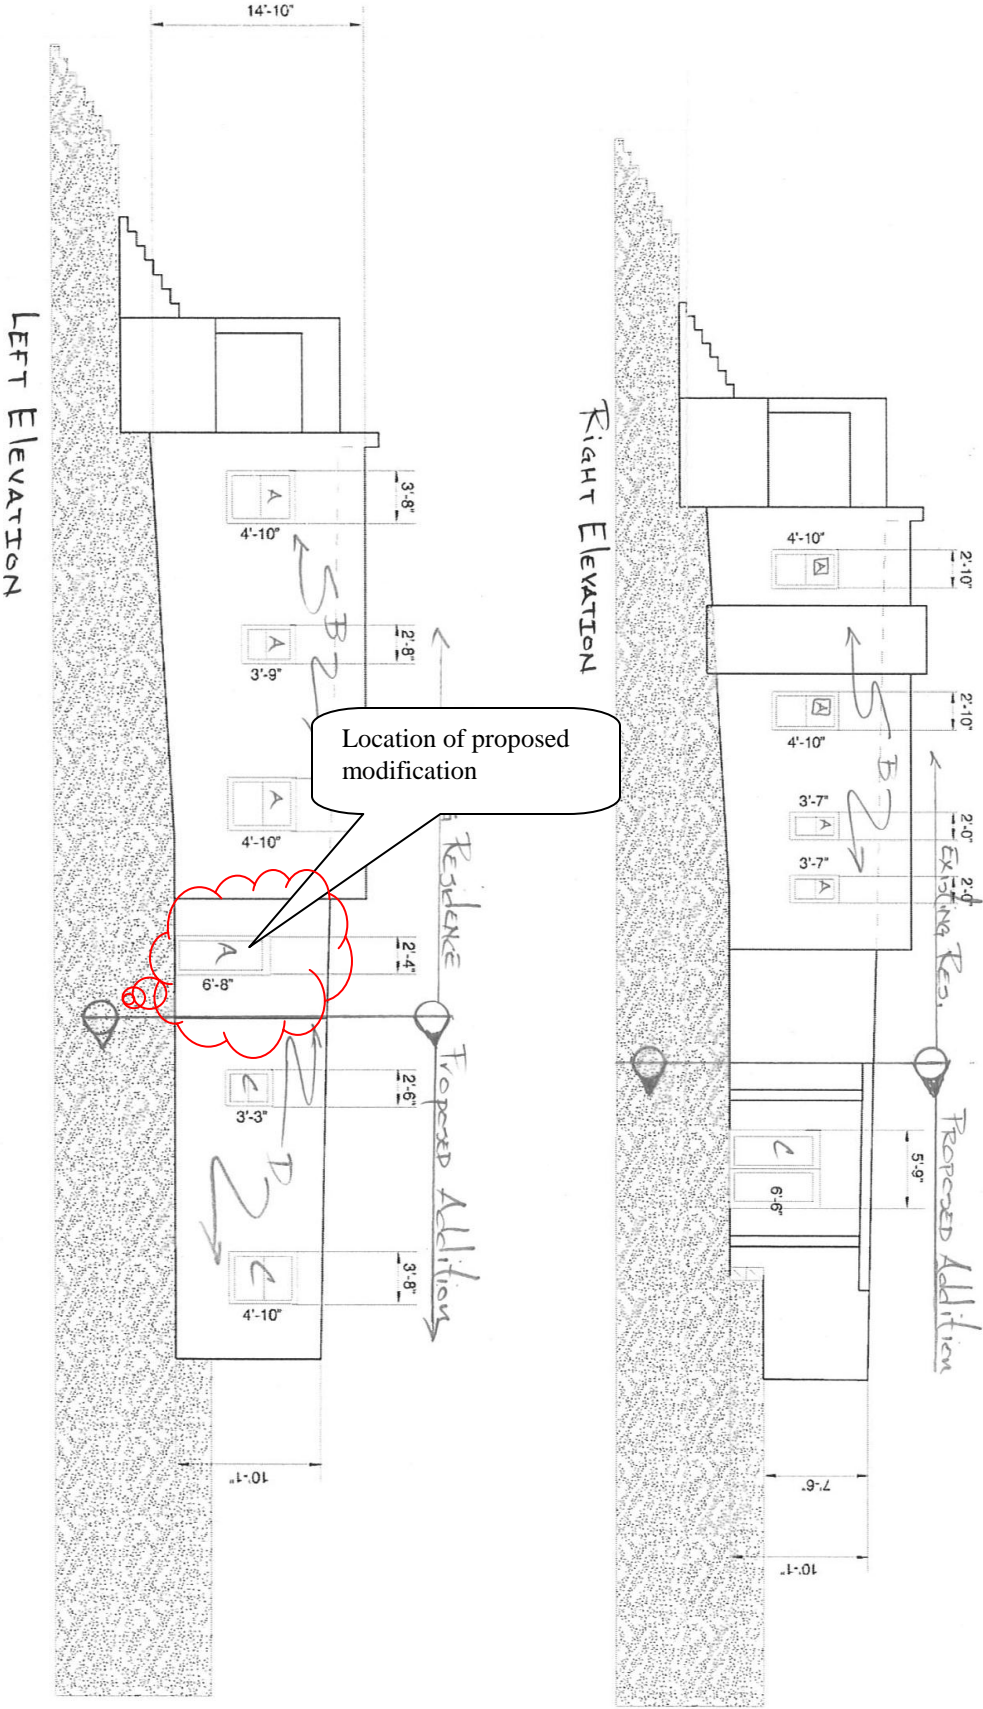 14'-10"
LEFT ElEVATION
3'-8"
A
4'-10"
SB2
2'-8"
A
3'-9"
A
4'-10"
Location of proposed
modification
RESIDENCE
2'-4"
A
6'-8"
Proposed Addition
2'-6"
C
3'-3"
D
3'-8"
C
4'-10"
10'-1"
RIGHT ElEVATION
2'-10"
4'-10"
A
SB2
2'-10"
A
4'-10"
EXISTING RES.
2'-0"
3'-7"
A
2'-0"
3'-7"
A
PROPOSED Addition
5'-9"
C
6'-6"
7'-6"
10'-1"